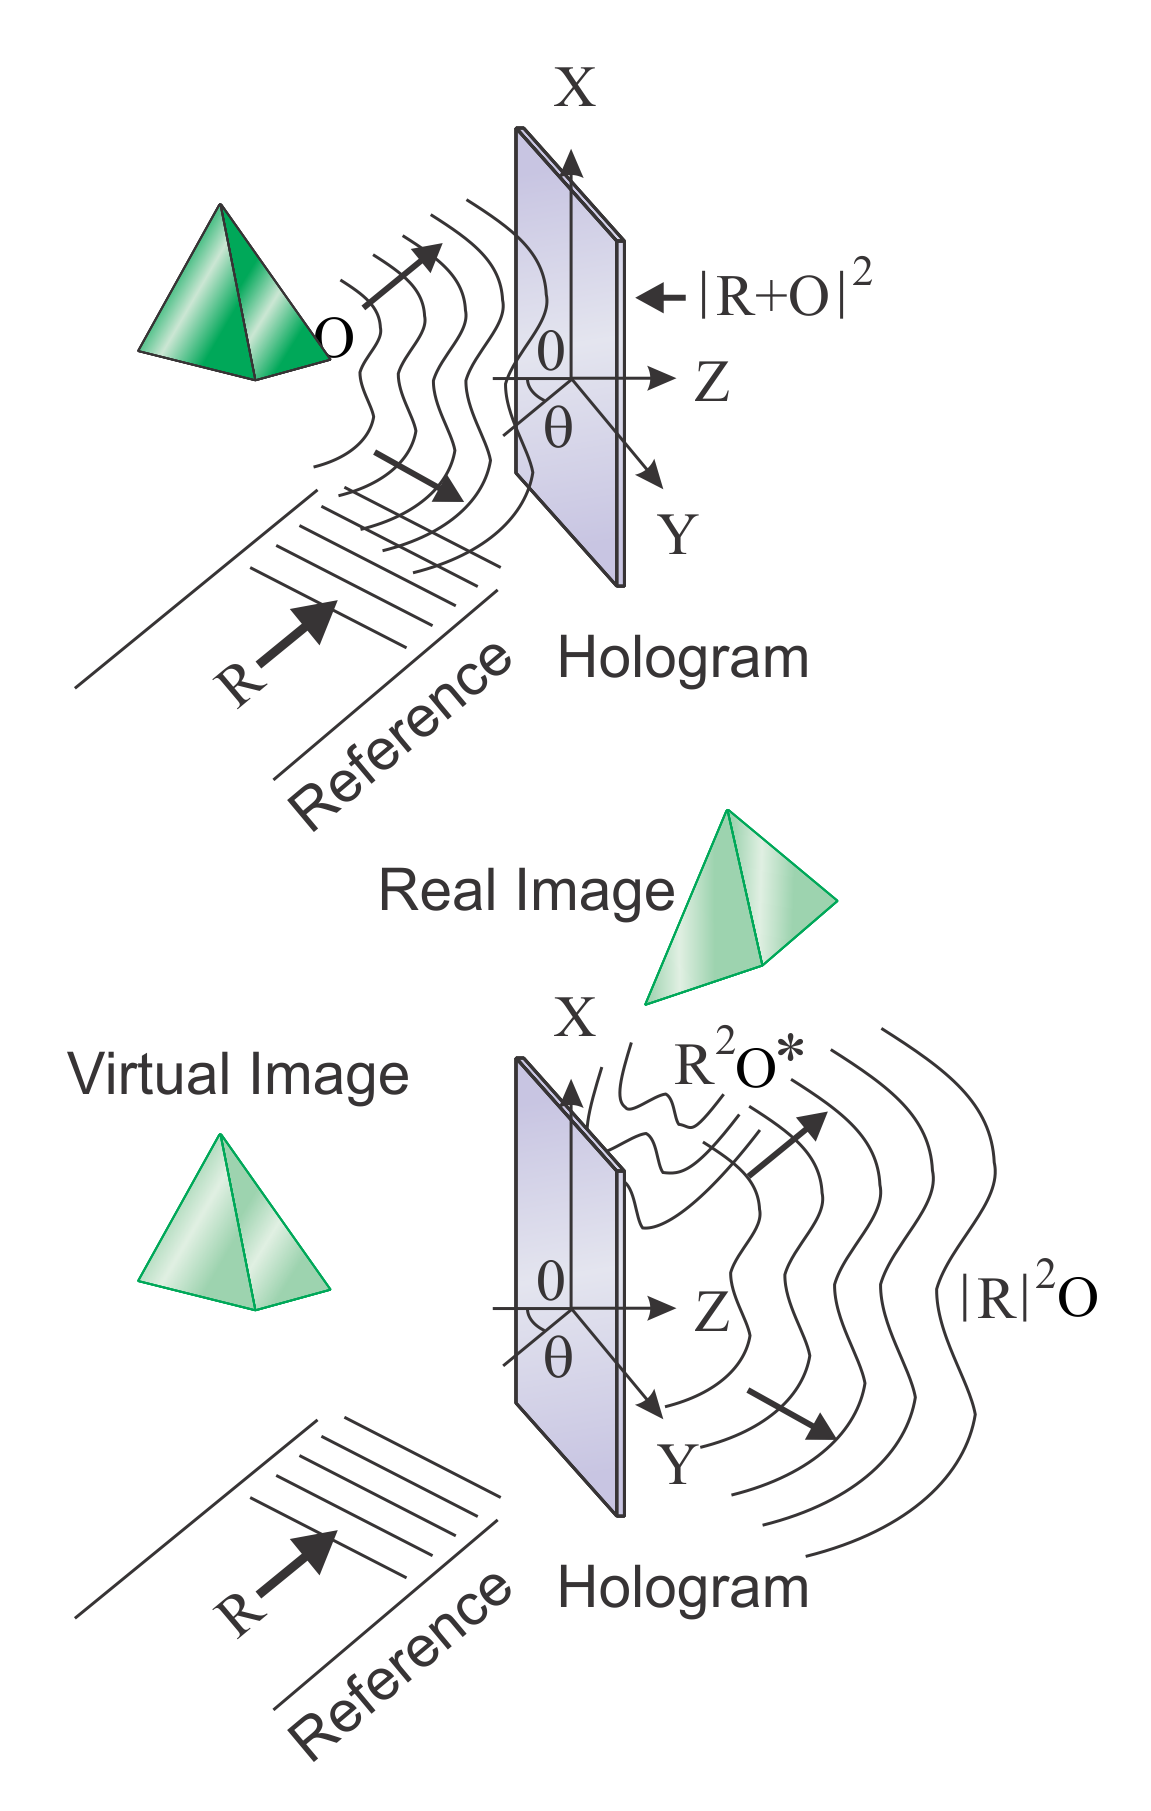 X
|R+O|²
O
0
Z
θ
Y
Hologram
R
Reference
Real Image
X
R²O*
Virtual Image
0
Z
|R|²O
θ
Y
Hologram
R
Reference